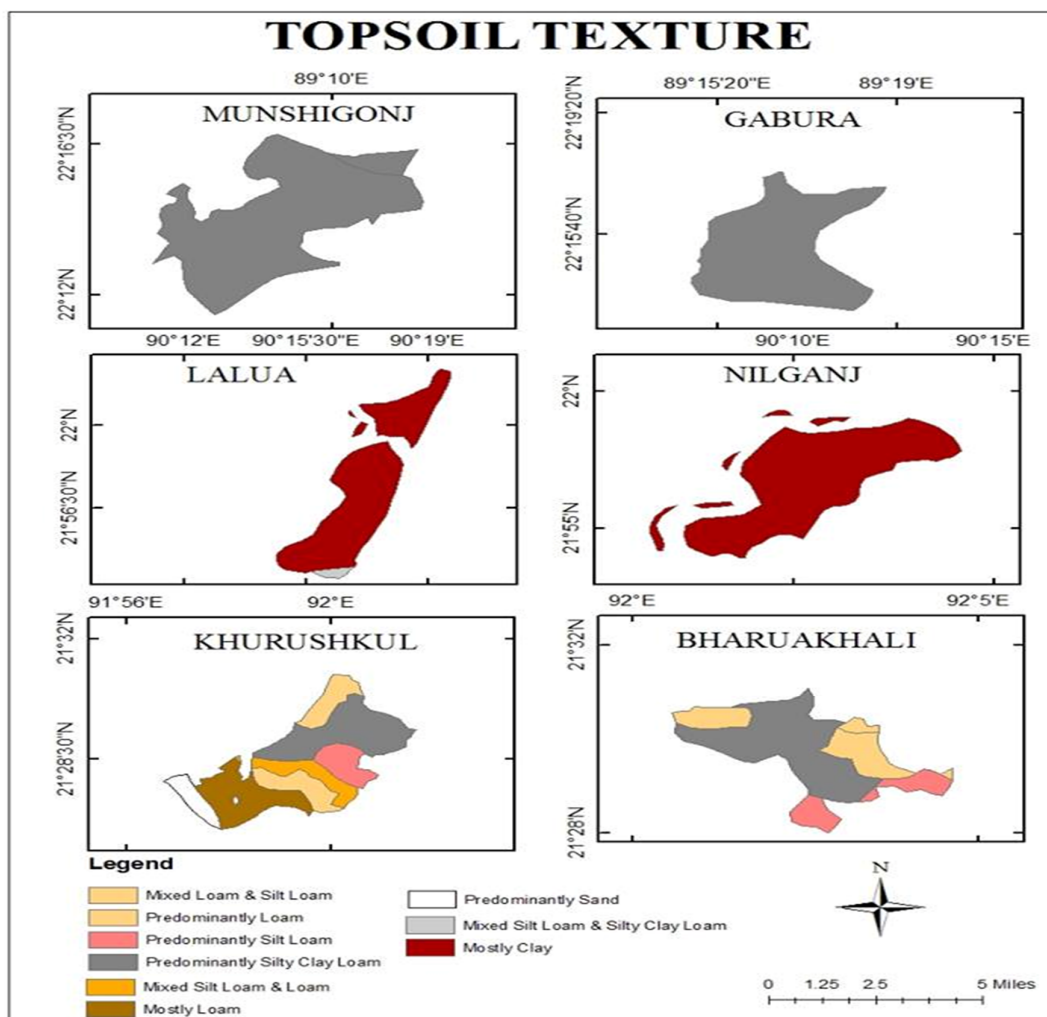 TOPSOIL TEXTURE
89°10'E
MUNSHIGONJ
22°16'30"N
22°12'N
89°15'20"E
89°19'E
GABURA
22°19'20"N
22°15'40"N
90°12'E
90°15'30"E
90°19'E
LALUA
22°N
21°56'30"N
90°10'E
90°15'E
NILGANJ
22°N
21°55'N
91°56'E
92°E
KHURUSHKUL
21°32'N
21°28'30"N
92°E
92°5'E
BHARUAKHALI
21°32'N
21°28'N
Legend
Mixed Loam & Silt Loam
Predominantly Loam
Predominantly Silt Loam
Predominantly Silty Clay Loam
Mixed Silt Loam & Loam
Mostly Loam
Predominantly Sand
Mixed Silt Loam & Silty Clay Loam
Mostly Clay
N
0 1.25 2.5 5 Miles